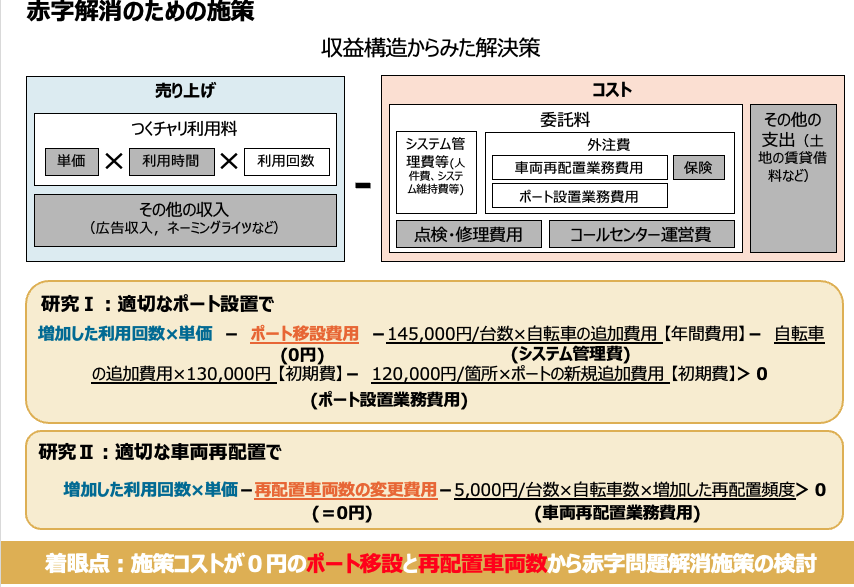 赤字解消のための施策
収益構造からみた解決策
売り上げ
つくチャリ利用料
単価 × 利用時間 × 利用回数
その他の収入
（広告収入，ネーミングライツなど）
-
コスト
委託料
システム管
理費等(人
件費、システ
ム維持費等)
外注費
車両再配置業務費用
保険
ポート設置業務費用
点検・修理費用
コールセンター運営費
その他の
支出（土
地の賃貸借
料など）
研究Ⅰ：適切なポート設置で
増加した利用回数×単価 － ポート移設費用 －145,000円/台数×自転車の追加費用【年間費用】－ 自転車
(0円)
(システム管理費)
の追加費用×130,000円【初期費】－ 120,000円/箇所×ポートの新規追加費用【初期費】> 0
(ポート設置業務費用)
研究Ⅱ：適切な車両再配置で
増加した利用回数×単価－再配置車両数の変更費用－5,000円/台数×自転車数×増加した再配置頻度> 0
(＝0円)
(車両再配置業務費用)
着眼点：施策コストが０円のポート移設と再配置車両数から赤字問題解消施策の検討